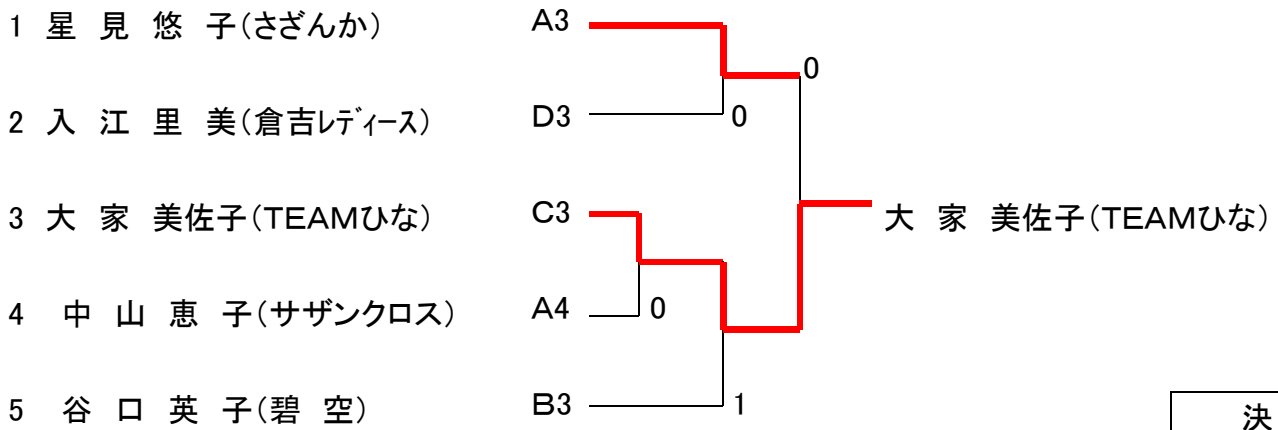 1 星 見 悠 子(さざんか) A3
0
2 入 江 里 美(倉吉ﾚﾃﾞｨｰｽ) D3 0
3 大 家 美佐子(TEAMひな) C3 大 家 美佐子(TEAMひな)
4 中 山 恵 子(サザンクロス) A4 0
5 谷 口 英 子(碧 空) B3 1
決